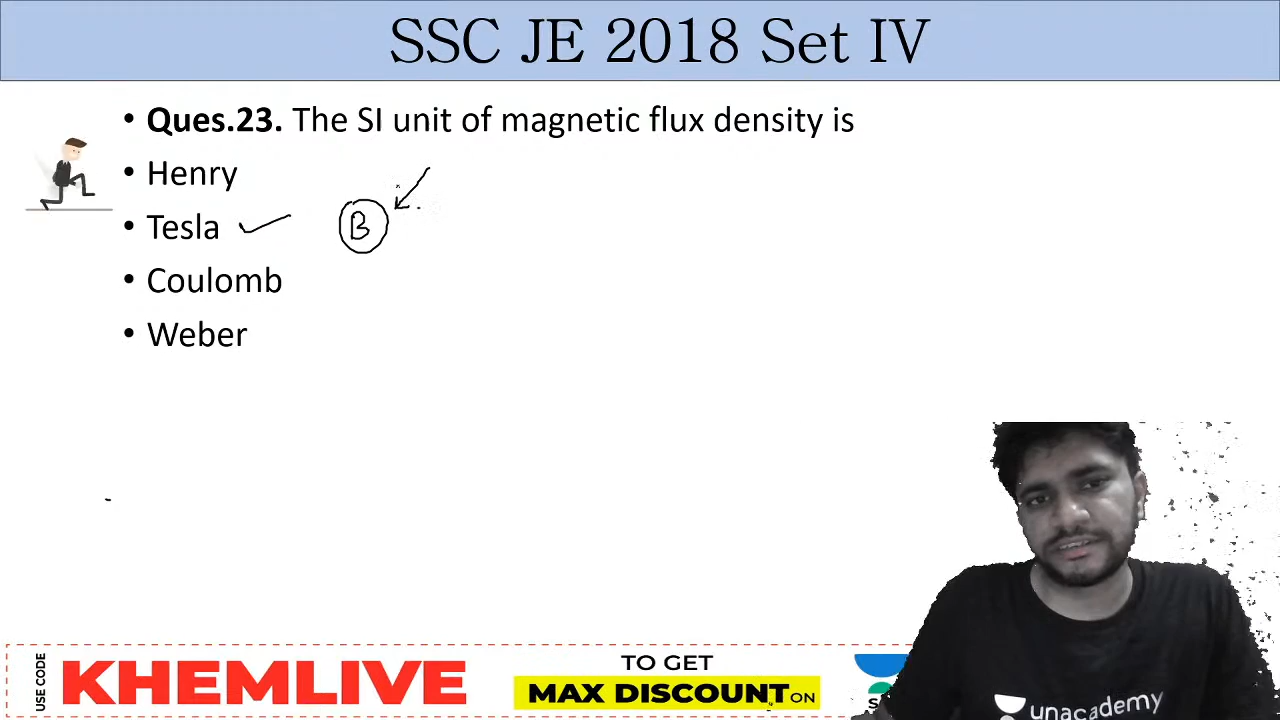 SSC JE 2018 Set IV
• Ques.23. The SI unit of magnetic flux density is
• Henry
• Tesla
B
• Coulomb
• Weber
USE CODE
KHEMLIVE
TO GET
MAX DISCOUNT ON
unacademy